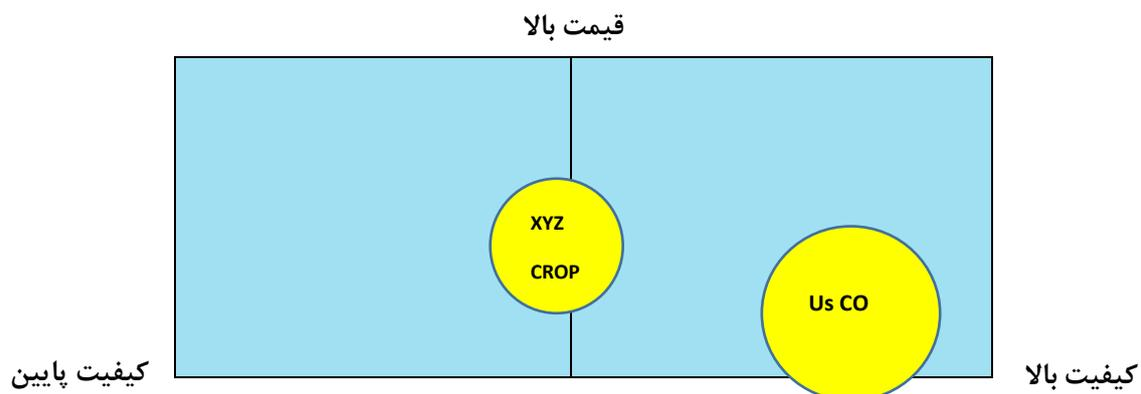 قیمت بالا
XYZ
CROP
Us CO
کیفیت بالا
کیفیت پایین